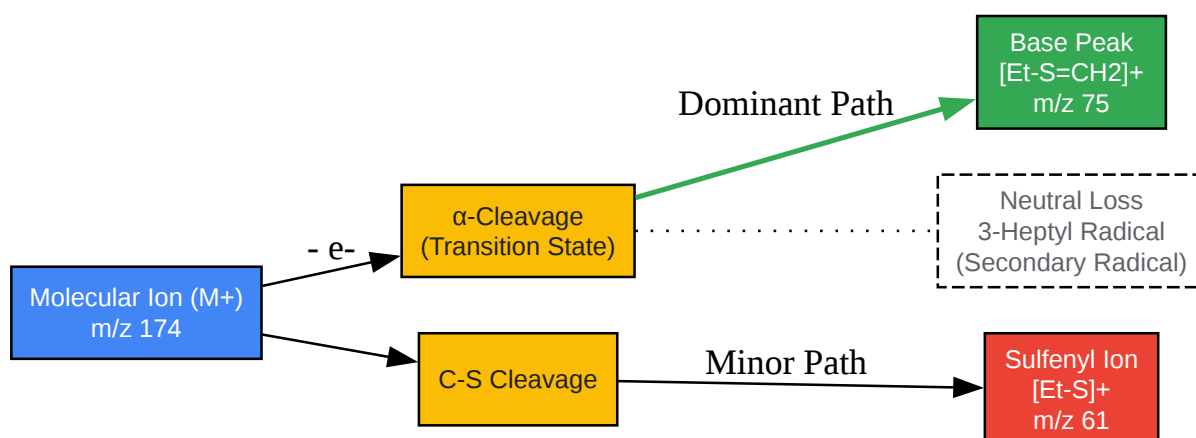 Base Peak
[Et-S=CH2]+
m/z 75
Dominant Path
Neutral Loss
3-Heptyl Radical
(Secondary Radical)
α-Cleavage
(Transition State)
- e-
Molecular Ion (M+)
m/z 174
C-S Cleavage
Minor Path
Sulfenyl Ion
[Et-S]+
m/z 61